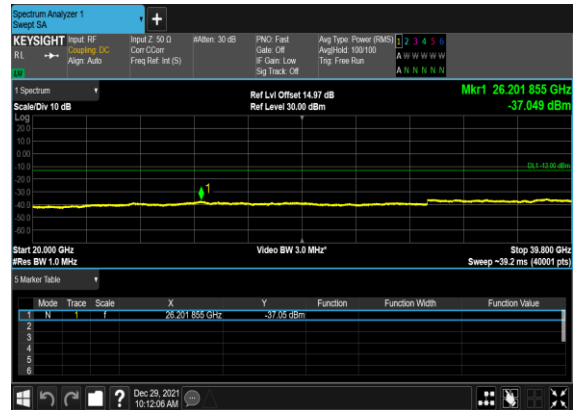 Spectrum Analyzer 1
Swept SA
+
KEYSIGHT Input: RF Input Z: 50 Ω #Atten: 30 dB PNO: Fast Avg Type: Power (RMS) 1 2 3 4 5 6
RL Coupling: DC Corr CCorr Gate: Off Avg|Hold: 100/100 A W W W W W
Align: Auto Freq Ref: Int (S) IF Gain: Low Trig: Free Run
Sig Track: Off A N N N N N
LXI
1 Spectrum Ref Lvl Offset 14.97 dB Mkr1 26.201 855 GHz
Scale/Div 10 dB Ref Level 30.00 dBm -37.049 dBm
Log
20.0
10.0
0.00
-10.0 DL1 -13.00 dBm
-20.0
-30.0 1
-40.0
-50.0
-60.0
Start 20.000 GHz Video BW 3.0 MHz* Stop 39.800 GHz
#Res BW 1.0 MHz Sweep ~39.2 ms (40001 pts)
5 Marker Table
Mode Trace Scale X Y Function Function Width Function Value
1 N 1 f 26.201 855 GHz -37.05 dBm
2
3
4
5
6
? Dec 29, 2021
10:12:06 AM